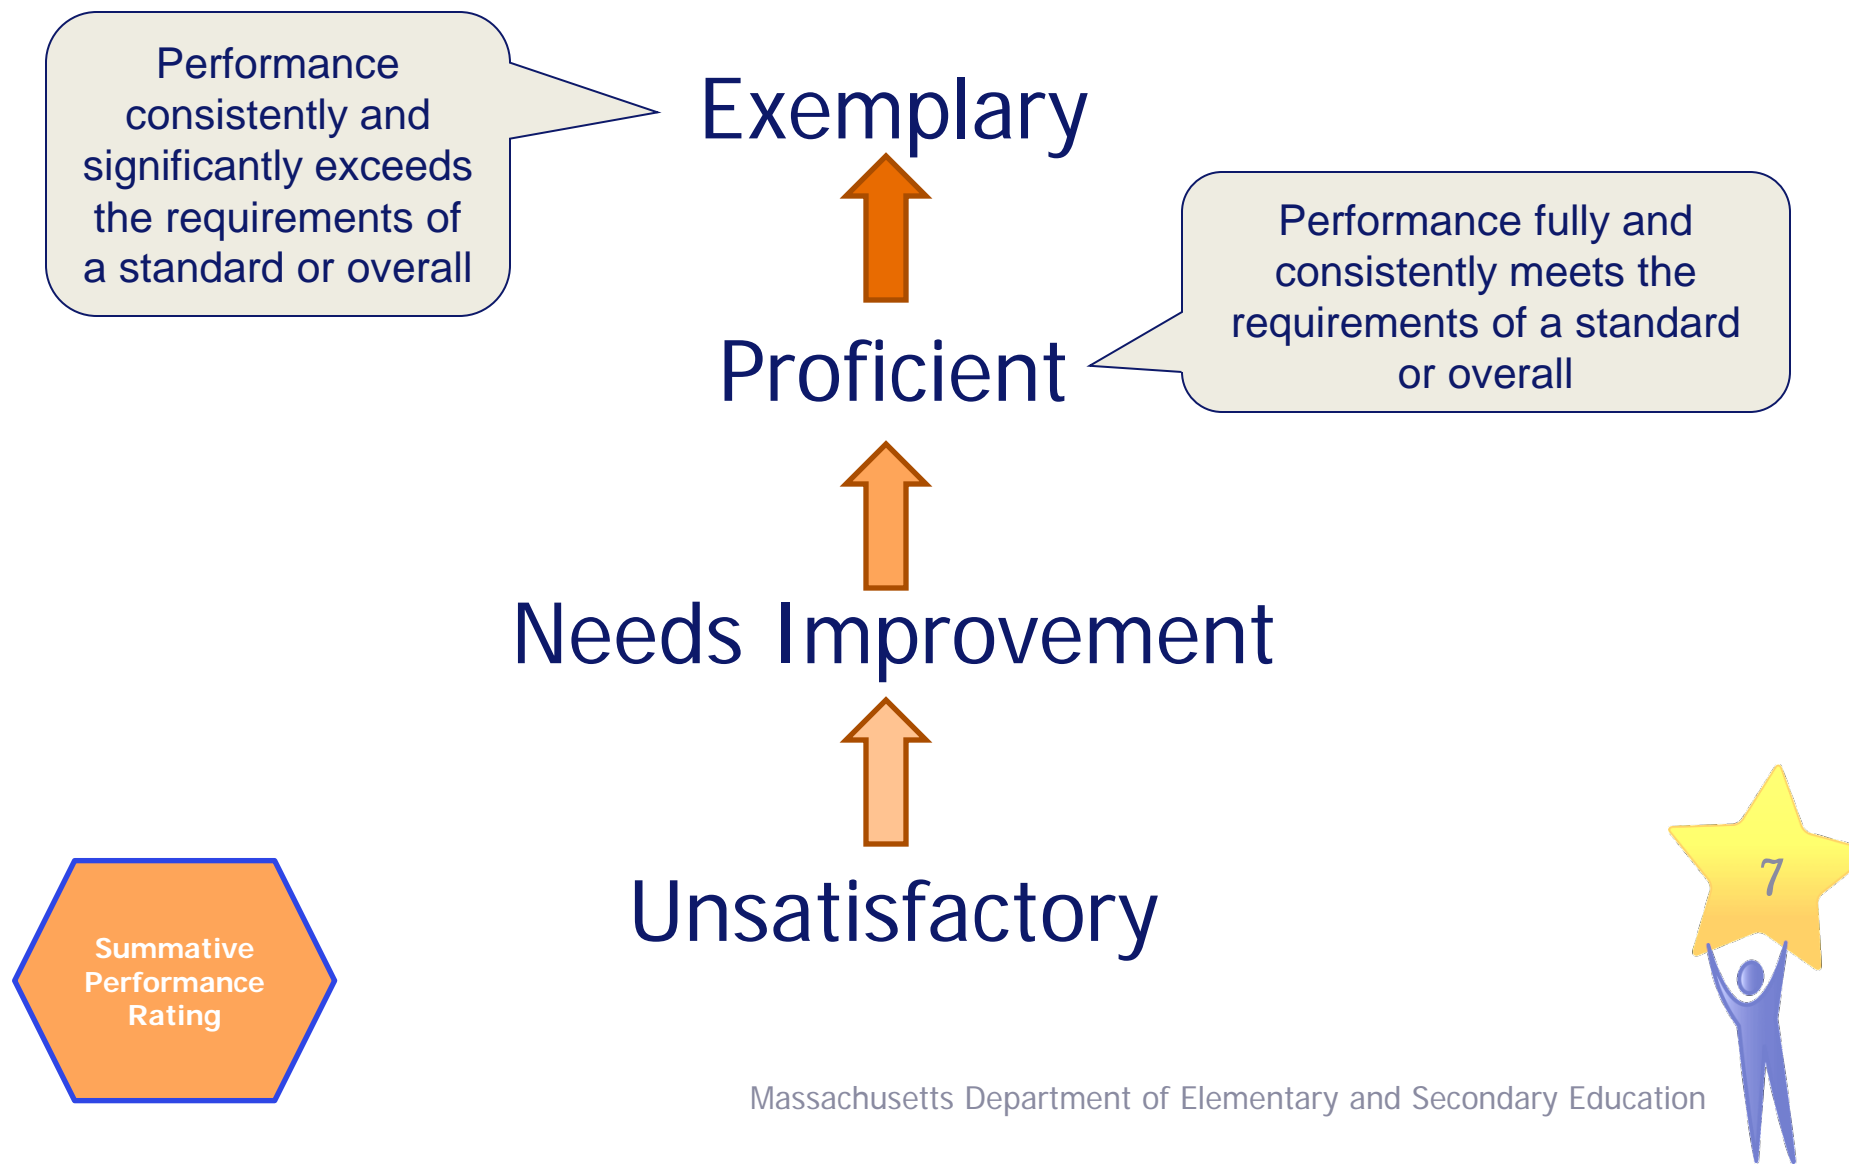 Performance
consistently and
significantly exceeds
the requirements of
a standard or overall
Exemplary
Performance fully and
consistently meets the
requirements of a standard
or overall
Proficient
Needs Improvement
Unsatisfactory
Summative
Performance
Rating
7
Massachusetts Department of Elementary and Secondary Education